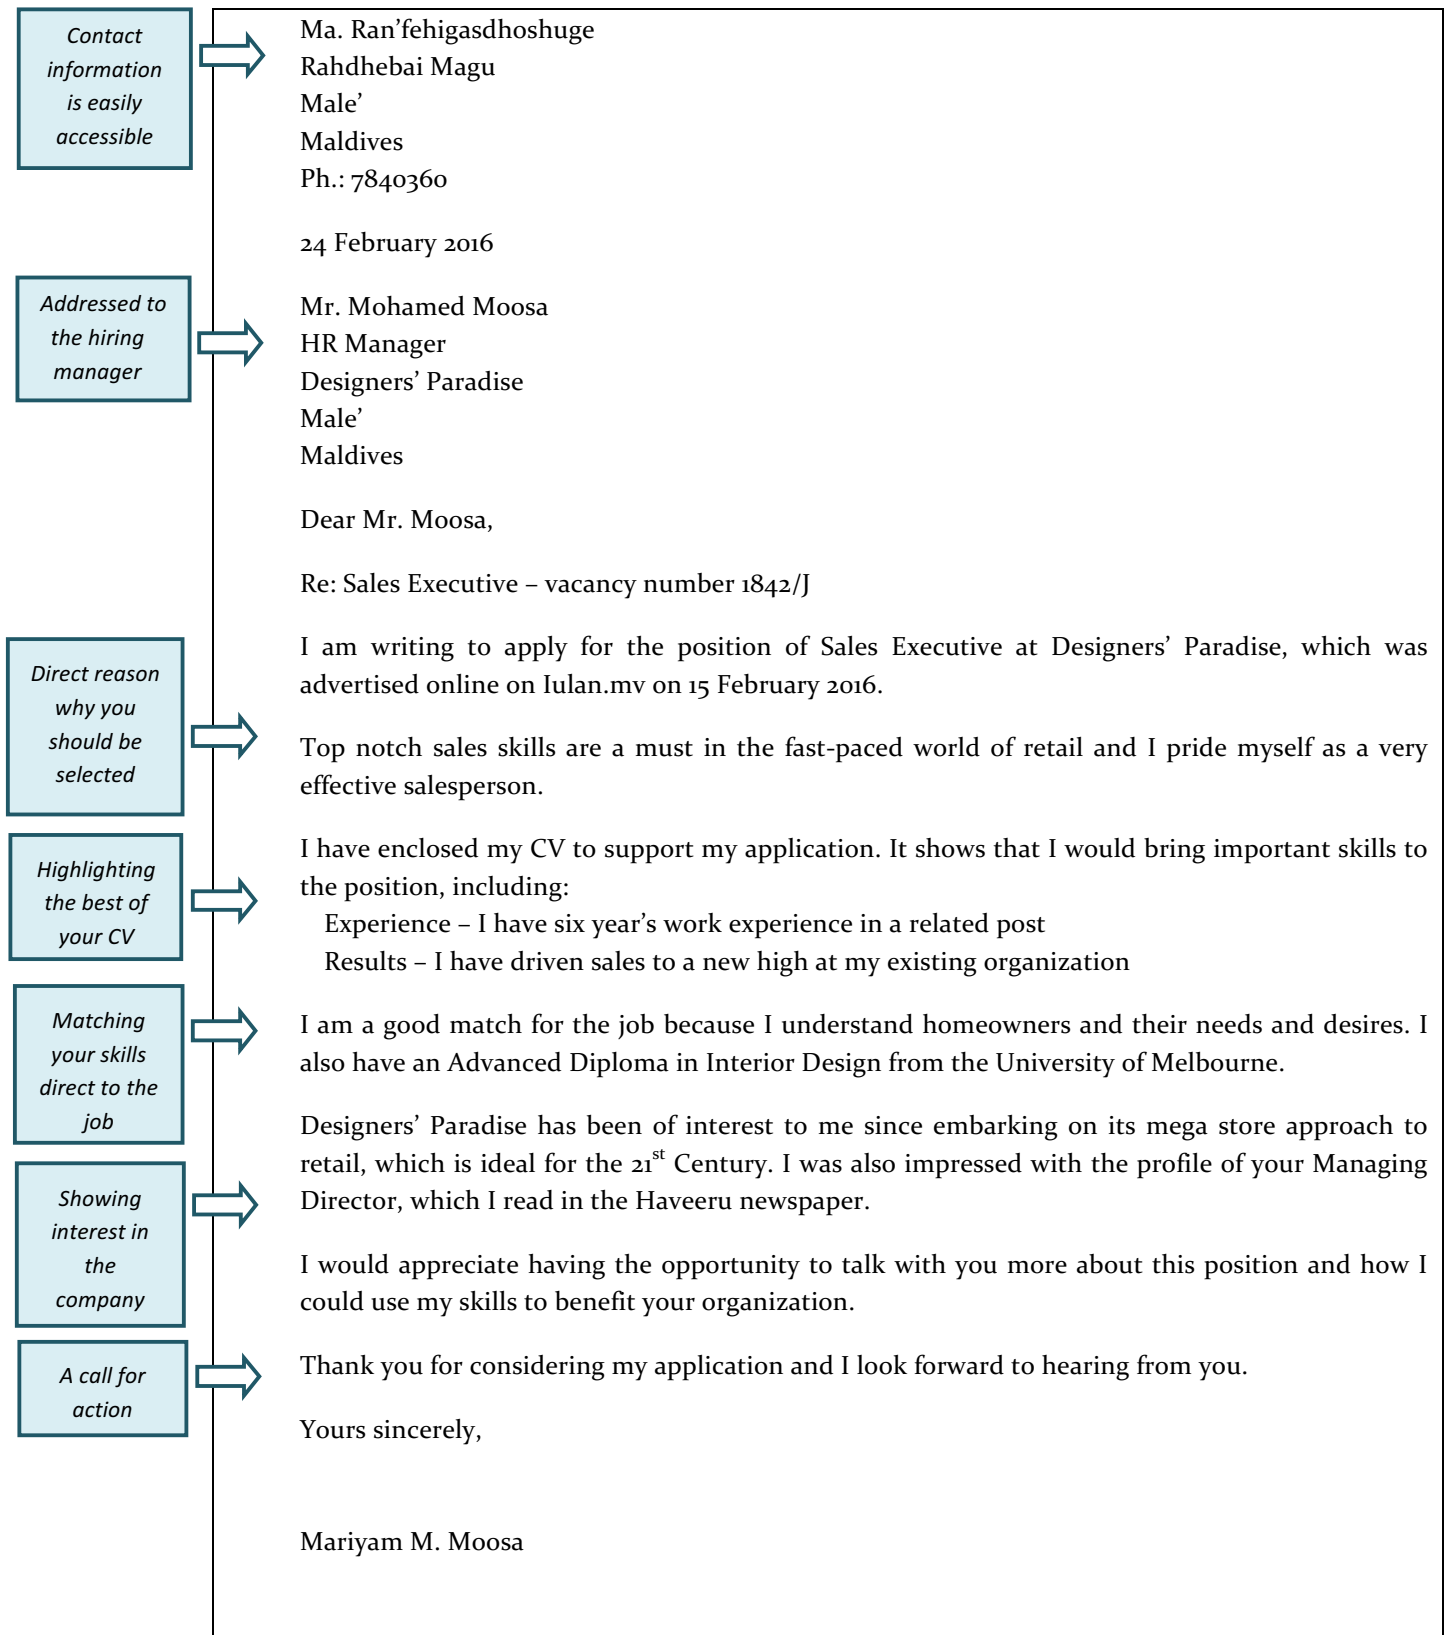 Contact
information
is easily
accessible
Ma. Ran’fehigasdhoshuge
Rahdhebai Magu
Male’
Maldives
Ph.: 7840360
24 February 2016
Addressed to
the hiring
manager
Mr. Mohamed Moosa
HR Manager
Designers’ Paradise
Male’
Maldives
Dear Mr. Moosa,
Re: Sales Executive – vacancy number 1842/J
Direct reason
why you
should be
selected
I am writing to apply for the position of Sales Executive at Designers’ Paradise, which was
advertised online on Iulan.mv on 15 February 2016.
Top notch sales skills are a must in the fast-paced world of retail and I pride myself as a very
effective salesperson.
Highlighting
the best of
your CV
I have enclosed my CV to support my application. It shows that I would bring important skills to
the position, including:
Experience – I have six year’s work experience in a related post
Results – I have driven sales to a new high at my existing organization
Matching
your skills
direct to the
job
I am a good match for the job because I understand homeowners and their needs and desires. I
also have an Advanced Diploma in Interior Design from the University of Melbourne.
Showing
interest in
the
company
Designers’ Paradise has been of interest to me since embarking on its mega store approach to
retail, which is ideal for the 21st Century. I was also impressed with the profile of your Managing
Director, which I read in the Haveeru newspaper.
I would appreciate having the opportunity to talk with you more about this position and how I
could use my skills to benefit your organization.
A call for
action
Thank you for considering my application and I look forward to hearing from you.
Yours sincerely,
Mariyam M. Moosa